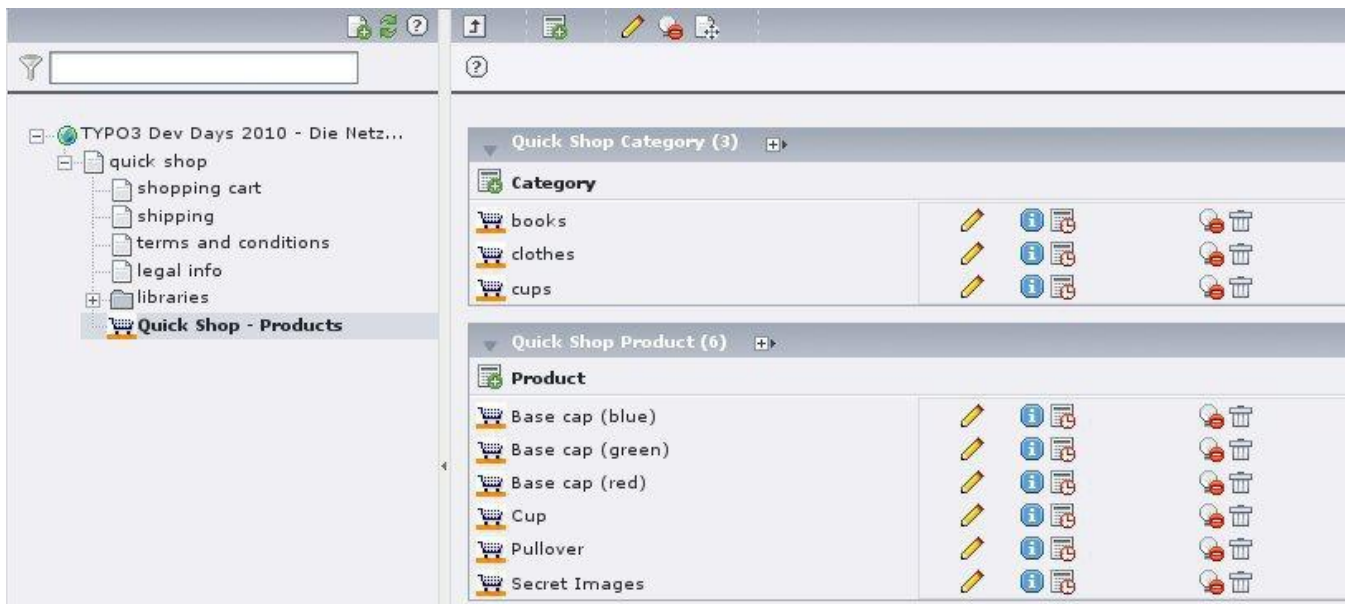 TYPO3 Dev Days 2010 - Die Netz...
quick shop
shopping cart
shipping
terms and conditions
legal info
libraries
Quick Shop - Products
Quick Shop Category (3)
Category
books
clothes
cups
Quick Shop Product (6)
Product
Base cap (blue)
Base cap (green)
Base cap (red)
Cup
Pullover
Secret Images